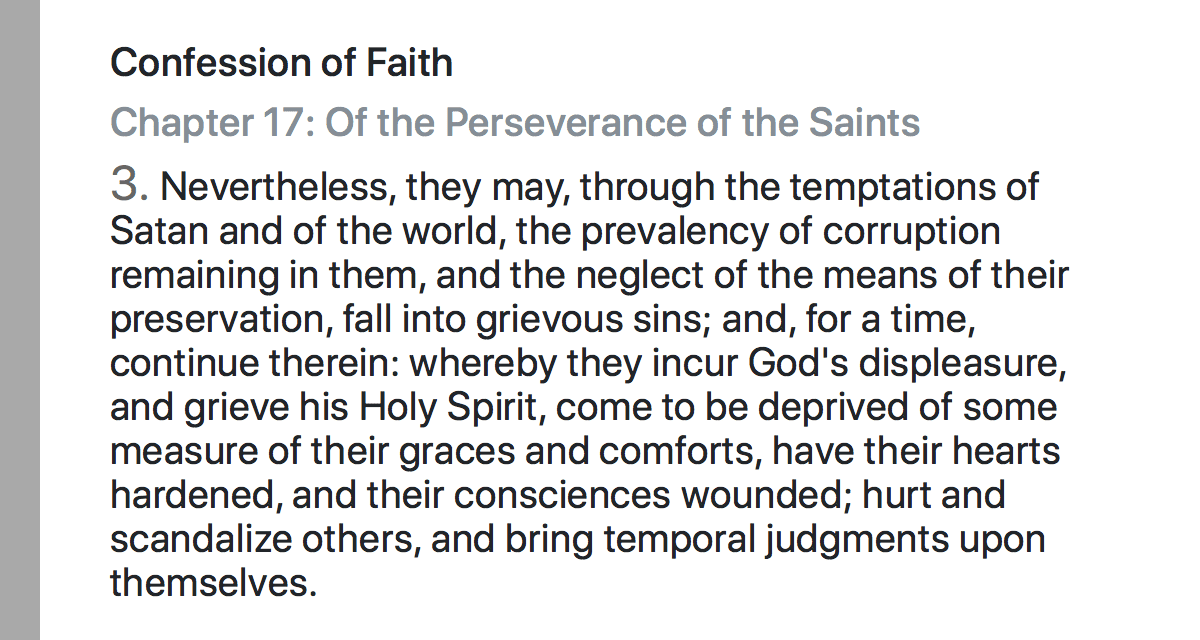 Confession of Faith
Chapter 17: Of the Perseverance of the Saints
3. Nevertheless, they may, through the temptations of
Satan and of the world, the prevalency of corruption
remaining in them, and the neglect of the means of their
preservation, fall into grievous sins; and, for a time,
continue therein: whereby they incur God's displeasure,
and grieve his Holy Spirit, come to be deprived of some
measure of their graces and comforts, have their hearts
hardened, and their consciences wounded; hurt and
scandalize others, and bring temporal judgments upon
themselves.